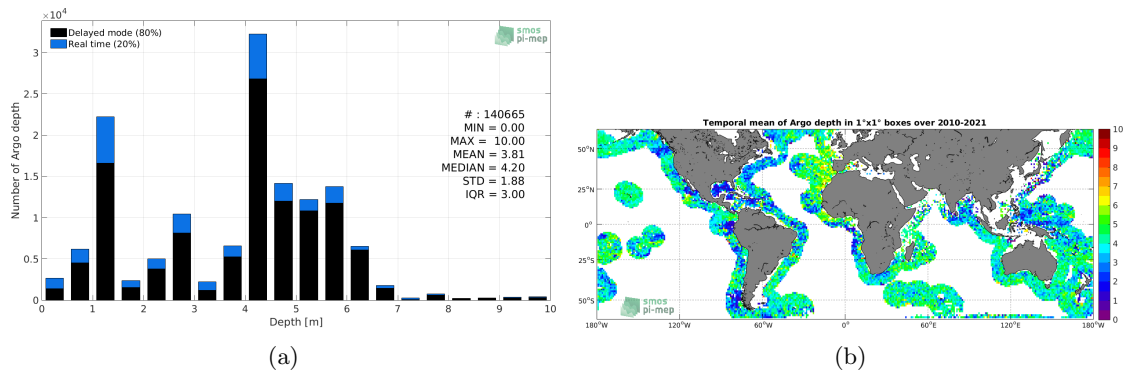 ×10⁴
Delayed mode (80%)
Real time (20%)
smos
pi-mep
# : 140665
MIN = 0.00
MAX = 10.00
MEAN = 3.81
MEDIAN = 4.20
STD = 1.88
IQR = 3.00
Number of Argo depth
3
2.5
2
1.5
1
0.5
0
0 1 2 3 4 5 6 7 8 9 10
Depth [m]
(a)
Temporal mean of Argo depth in 1°x1° boxes over 2010-2021
50°N
25°N
0°
25°S
50°S
180°W 120°W 60°W 0° 60°E 120°E 180°W
smos
pi-mep
10
9
8
7
6
5
4
3
2
1
0
(b)